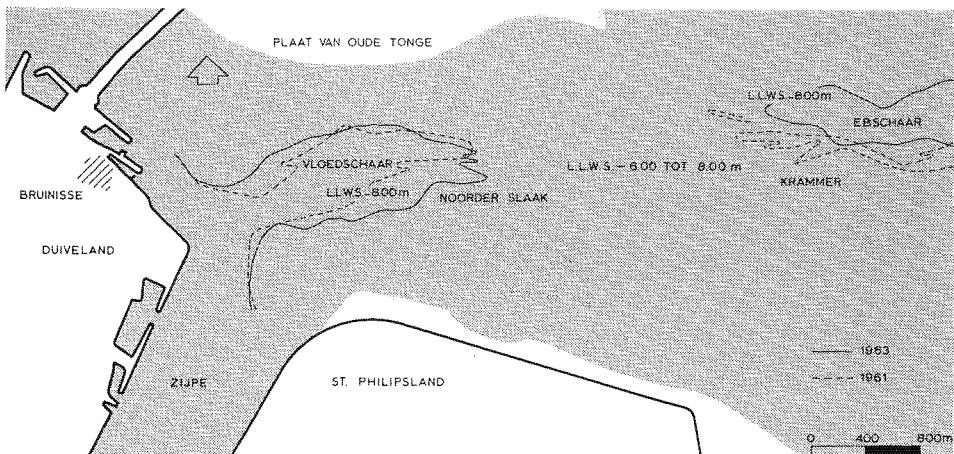 PLAAT VAN OUDE TONGE
L.L.W.S.-8.00m
EBSCHAAR
VLOEDSCHAAR
L.L.W.S.-6.00 TOT 8.00 m
KRAMMER
BRUINISSE
L.L.W.S-8.00m
NOORDER SLAAK
DUIVELAND
1963
ZIJPE
ST. PHILIPSLAND
1961
0 400 800m